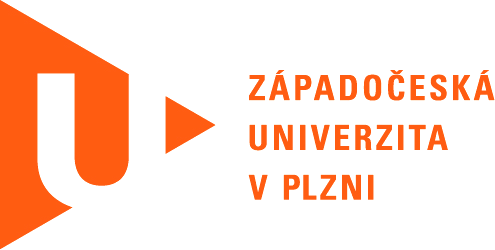 U
ZÁPADOČESKÁ
UNIVERZITA
V PLZNI